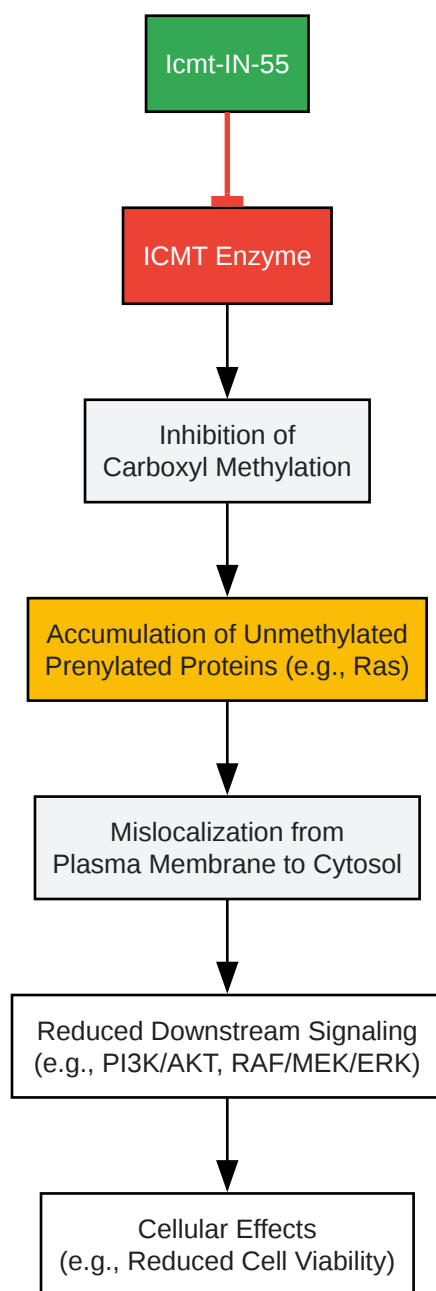 Icmt-IN-55
ICMT Enzyme
Inhibition of
Carboxyl Methylation
Accumulation of Unmethylated
Prenylated Proteins (e.g., Ras)
Mislocalization from
Plasma Membrane to Cytosol
Reduced Downstream Signaling
(e.g., PI3K/AKT, RAF/MEK/ERK)
Cellular Effects
(e.g., Reduced Cell Viability)